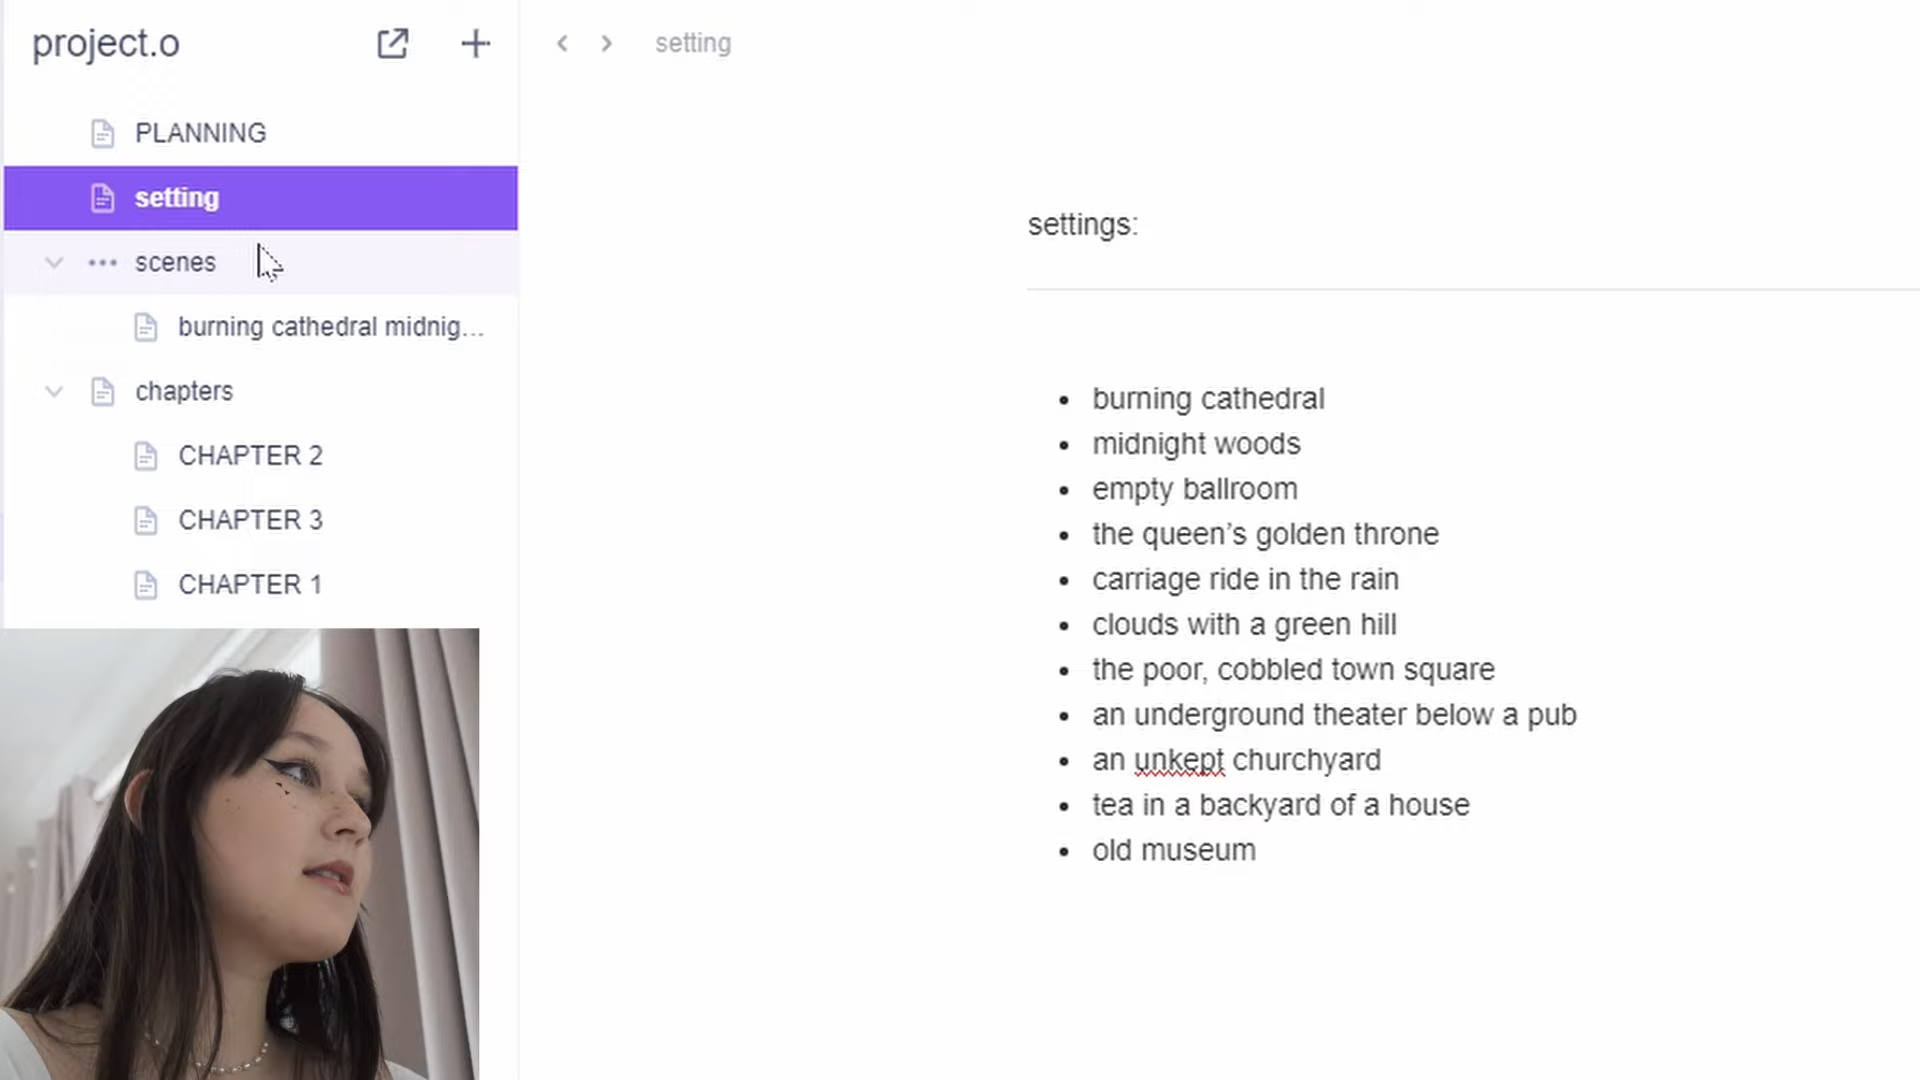 project.o
PLANNING
setting
scenes
burning cathedral midnig...
chapters
CHAPTER 2
CHAPTER 3
CHAPTER 1
setting
settings:
burning cathedral
midnight woods
empty ballroom
the queen’s golden throne
carriage ride in the rain
clouds with a green hill
the poor, cobbled town square
an underground theater below a pub
an unkept churchyard
tea in a backyard of a house
old museum